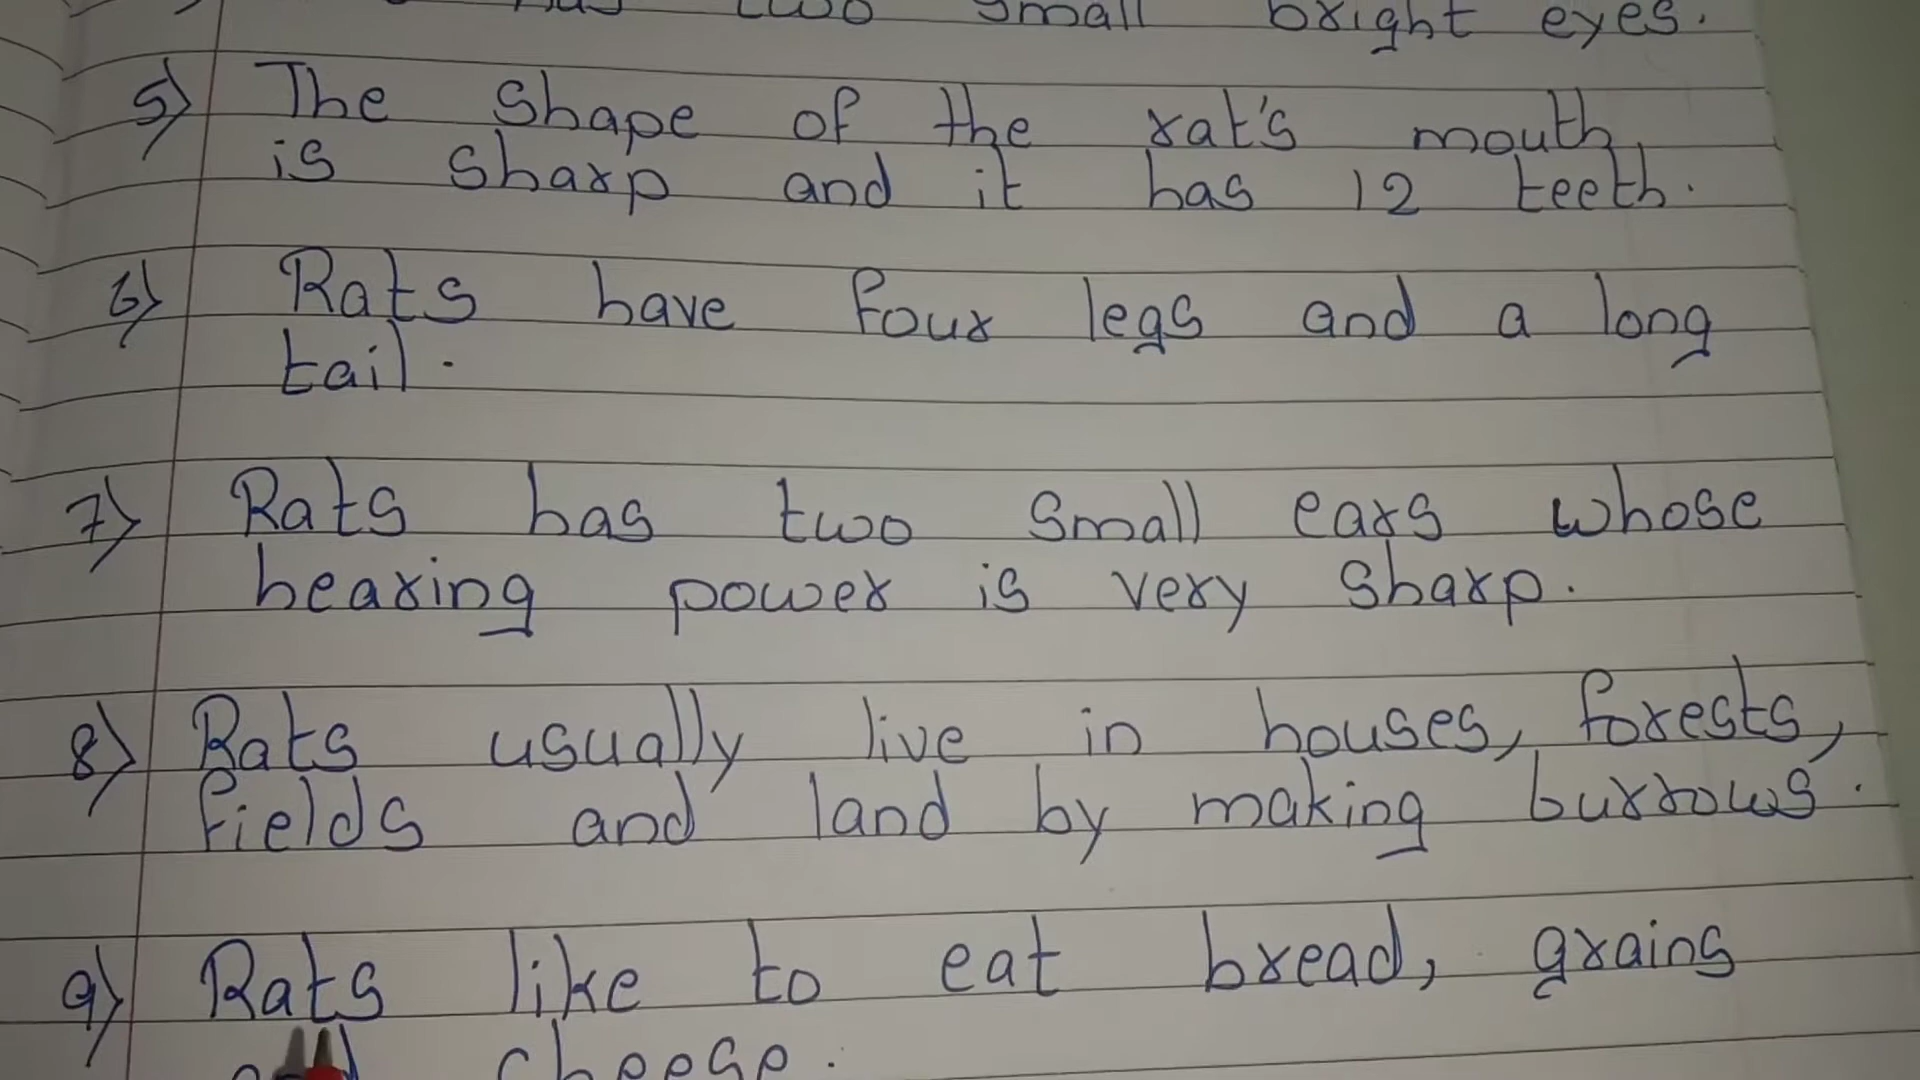 has two small bright eyes.
5) The shape of the rat's mouth
is sharp and it has 12 teeth.
6) Rats have four legs and a long
tail.
7) Rats has two small ears whose
hearing power is very sharp.
8) Rats usually live in houses, forests,
fields and land by making burrows.
9) Rats like to eat bread, grains
and cheese.